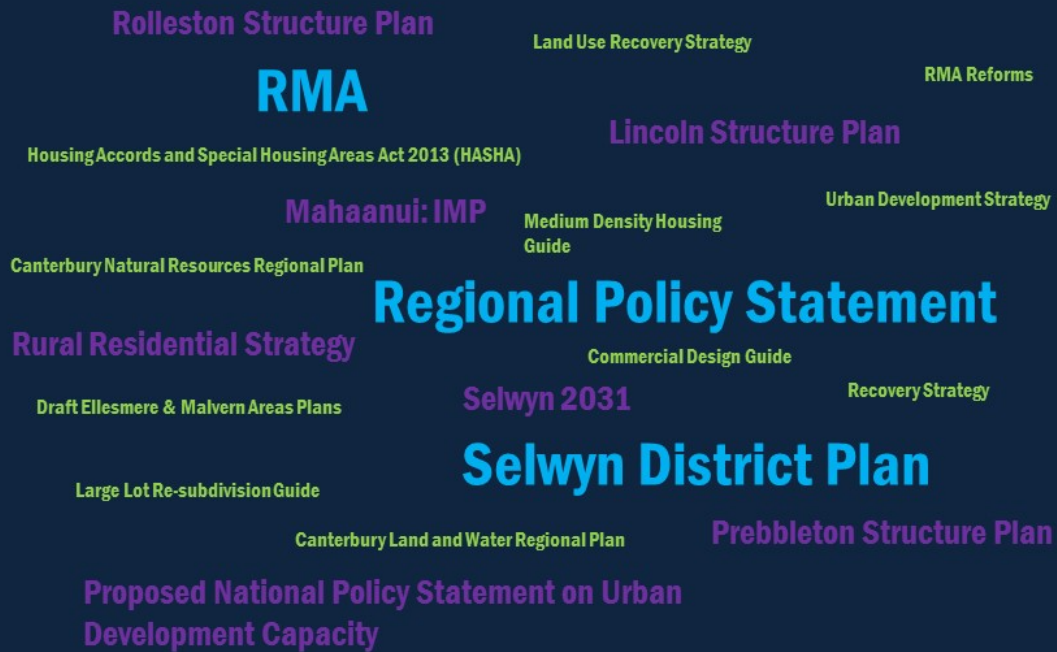 Rolleston Structure Plan
Land Use Recovery Strategy
RMA
RMA Reforms
Lincoln Structure Plan
Housing Accords and Special Housing Areas Act 2013 (HASHA)
Mahaanui: IMP
Urban Development Strategy
Medium Density Housing
Guide
Canterbury Natural Resources Regional Plan
Regional Policy Statement
Rural Residential Strategy
Commercial Design Guide
Selwyn 2031
Recovery Strategy
Draft Ellesmere & Malvern Areas Plans
Selwyn District Plan
Large Lot Re-subdivision Guide
Canterbury Land and Water Regional Plan
Prebbleton Structure Plan
Proposed National Policy Statement on Urban
Development Capacity